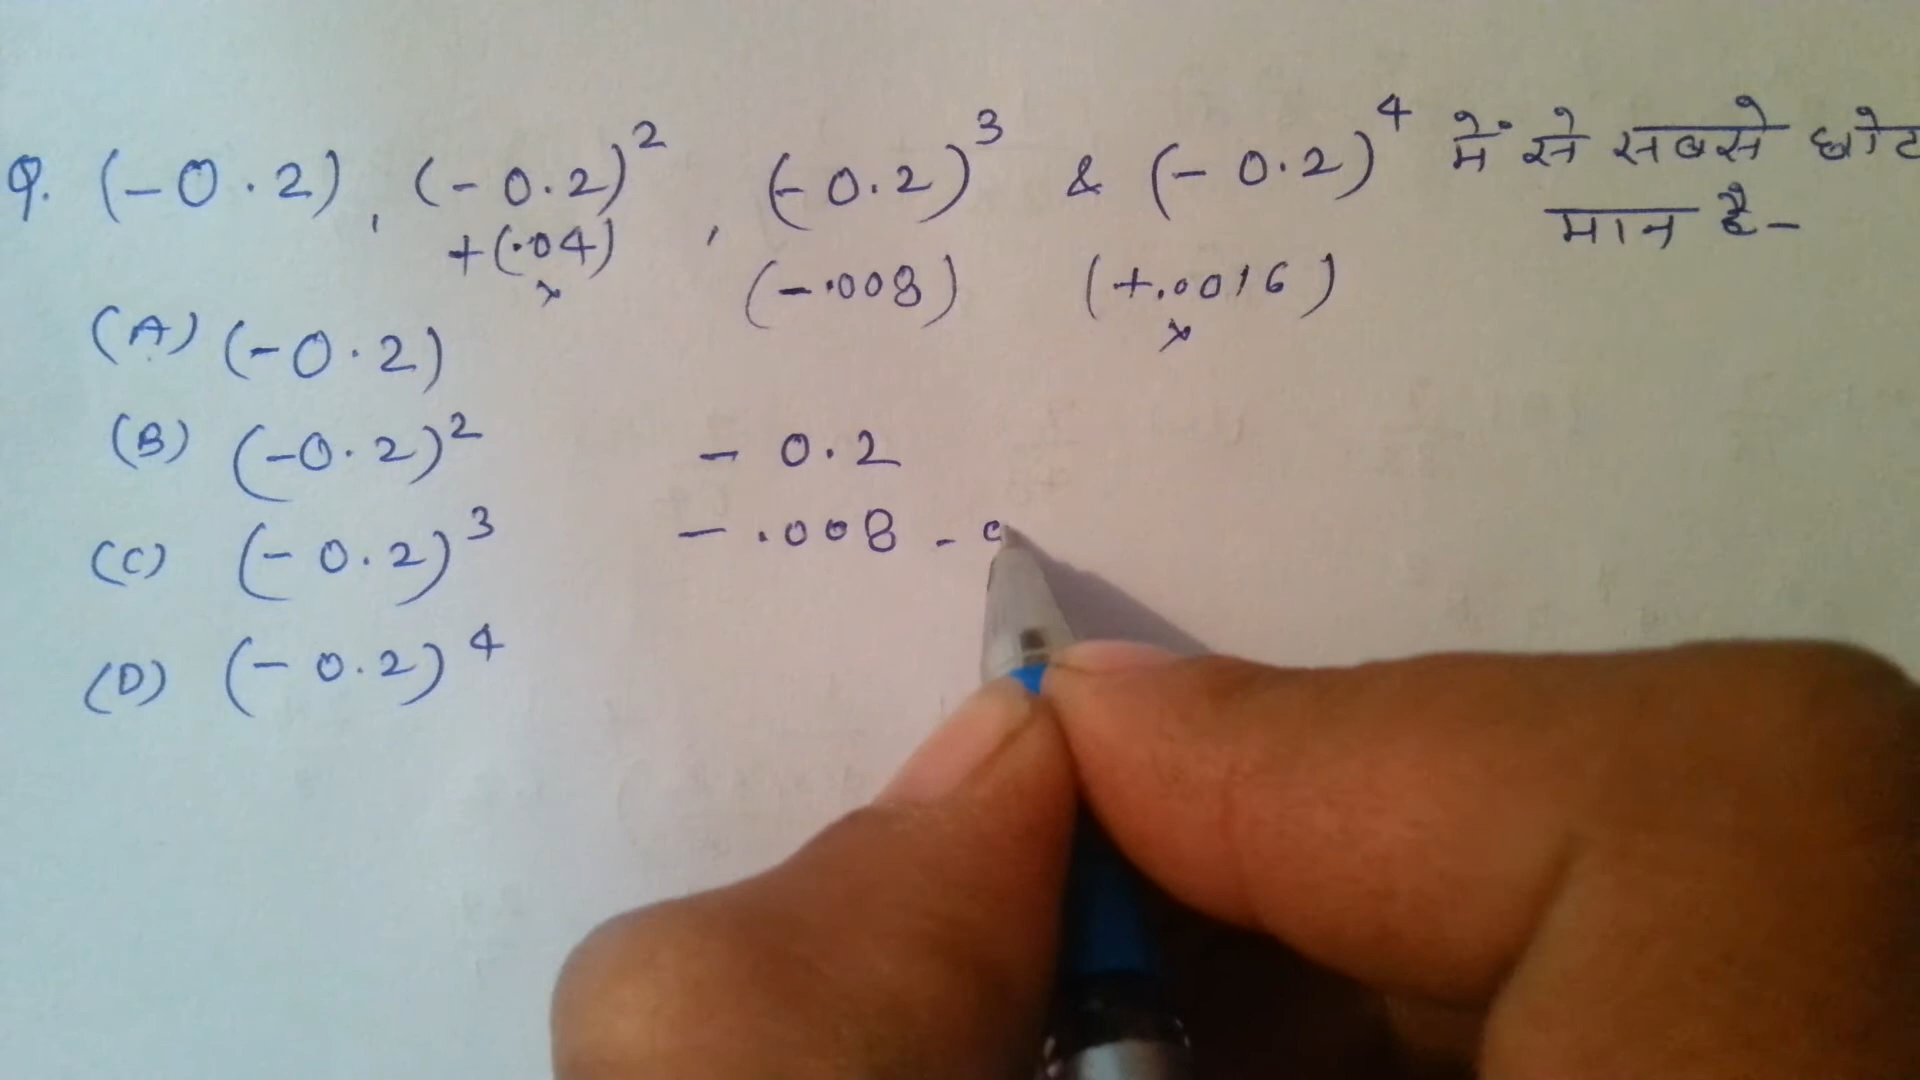 Q. (-0.2), (-0.2)², (-0.2)³ & (-0.2)⁴ में से सबसे छोट
मान है-
+(.04) (-.008) (+.0016)
x x
(A) (-0.2)
(B) (-0.2)²
(C) (-0.2)³
(D) (-0.2)⁴
- 0.2
- .008 - 0